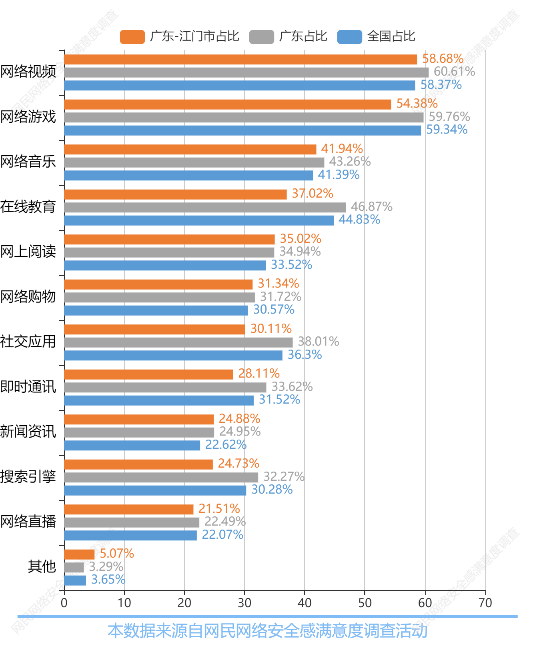 广东-江门市占比 广东占比 全国占比
网络视频 58.68% 60.61% 58.37%
网络游戏 54.38% 59.76% 59.34%
网络音乐 41.94% 43.26% 41.39%
在线教育 37.02% 46.87% 44.83%
网上阅读 35.02% 34.94% 33.52%
网络购物 31.34% 31.72% 30.57%
社交应用 30.11% 38.01% 36.3%
即时通讯 28.11% 33.62% 31.52%
新闻资讯 24.88% 24.95% 22.62%
搜索引擎 24.73% 32.27% 30.28%
网络直播 21.51% 22.49% 22.07%
其他 5.07% 3.29% 3.65%
0 10 20 30 40 50 60 70
本数据来源自网民网络安全感满意度调查活动